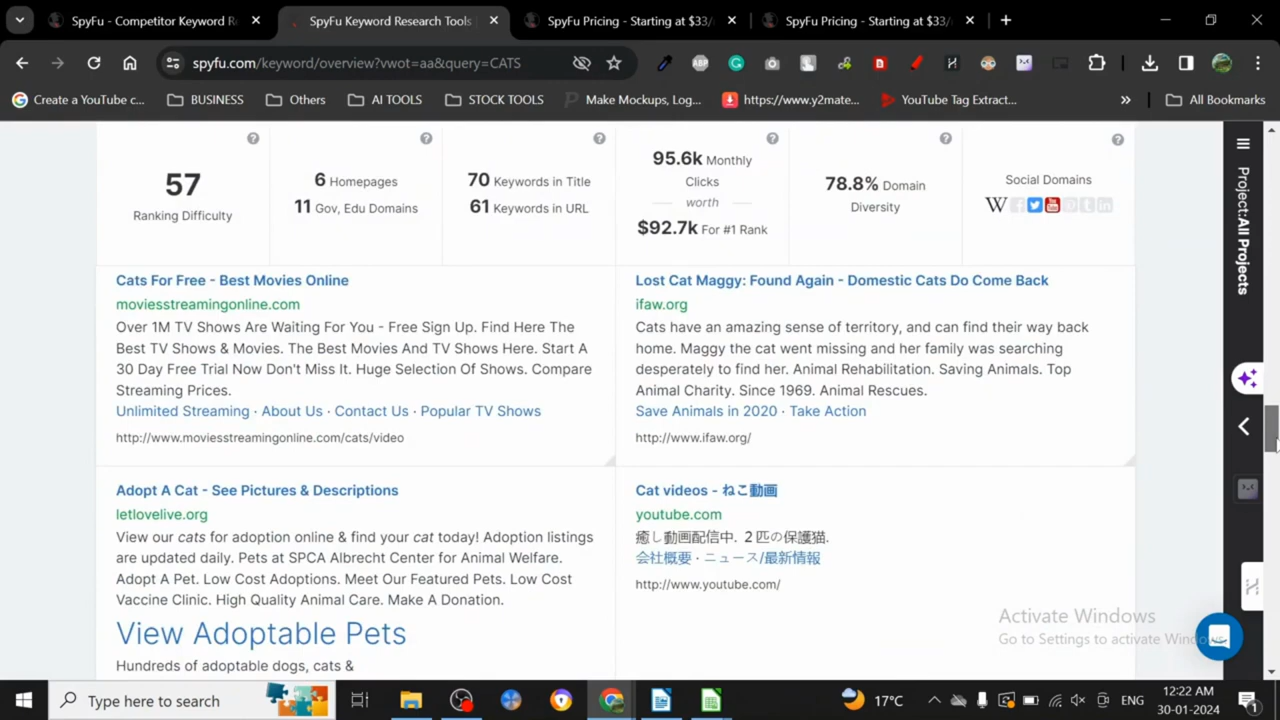 SpyFu - Competitor Keyword R
SpyFu Keyword Research Tools
SpyFu Pricing - Starting at $33/
SpyFu Pricing - Starting at $33/
spyfu.com/keyword/overview?vwot=aa&query=CATS
Create a YouTube c...
BUSINESS
Others
AI TOOLS
STOCK TOOLS
Make Mockups, Log...
https://www.y2mate...
YouTube Tag Extract...
All Bookmarks
57
Ranking Difficulty
6 Homepages
11 Gov, Edu Domains
70 Keywords in Title
61 Keywords in URL
95.6k Monthly
Clicks
worth
$92.7k For #1 Rank
78.8% Domain
Diversity
Social Domains
Project:All Projects
Cats For Free - Best Movies Online
moviesstreamingonline.com
Over 1M TV Shows Are Waiting For You - Free Sign Up. Find Here The
Best TV Shows & Movies. The Best Movies And TV Shows Here. Start A
30 Day Free Trial Now Don't Miss It. Huge Selection Of Shows. Compare
Streaming Prices.
Unlimited Streaming · About Us · Contact Us · Popular TV Shows
http://www.moviesstreamingonline.com/cats/video
Lost Cat Maggy: Found Again - Domestic Cats Do Come Back
ifaw.org
Cats have an amazing sense of territory, and can find their way back
home. Maggy the cat went missing and her family was searching
desperately to find her. Animal Rehabilitation. Saving Animals. Top
Animal Charity. Since 1969. Animal Rescues.
Save Animals in 2020 · Take Action
http://www.ifaw.org/
Adopt A Cat - See Pictures & Descriptions
letlovelive.org
View our cats for adoption online & find your cat today! Adoption listings
are updated daily. Pets at SPCA Albrecht Center for Animal Welfare.
Adopt A Pet. Low Cost Adoptions. Meet Our Featured Pets. Low Cost
Vaccine Clinic. High Quality Animal Care. Make A Donation.
View Adoptable Pets
Hundreds of adoptable dogs, cats &
Cat videos - ねこ動画
youtube.com
癒し動画配信中. 2匹の保護猫.
会社概要 · ニュース/最新情報
http://www.youtube.com/
Activate Windows
Go to Settings to activate Windows.
Type here to search
17°C
ENG
12:22 AM
30-01-2024
1